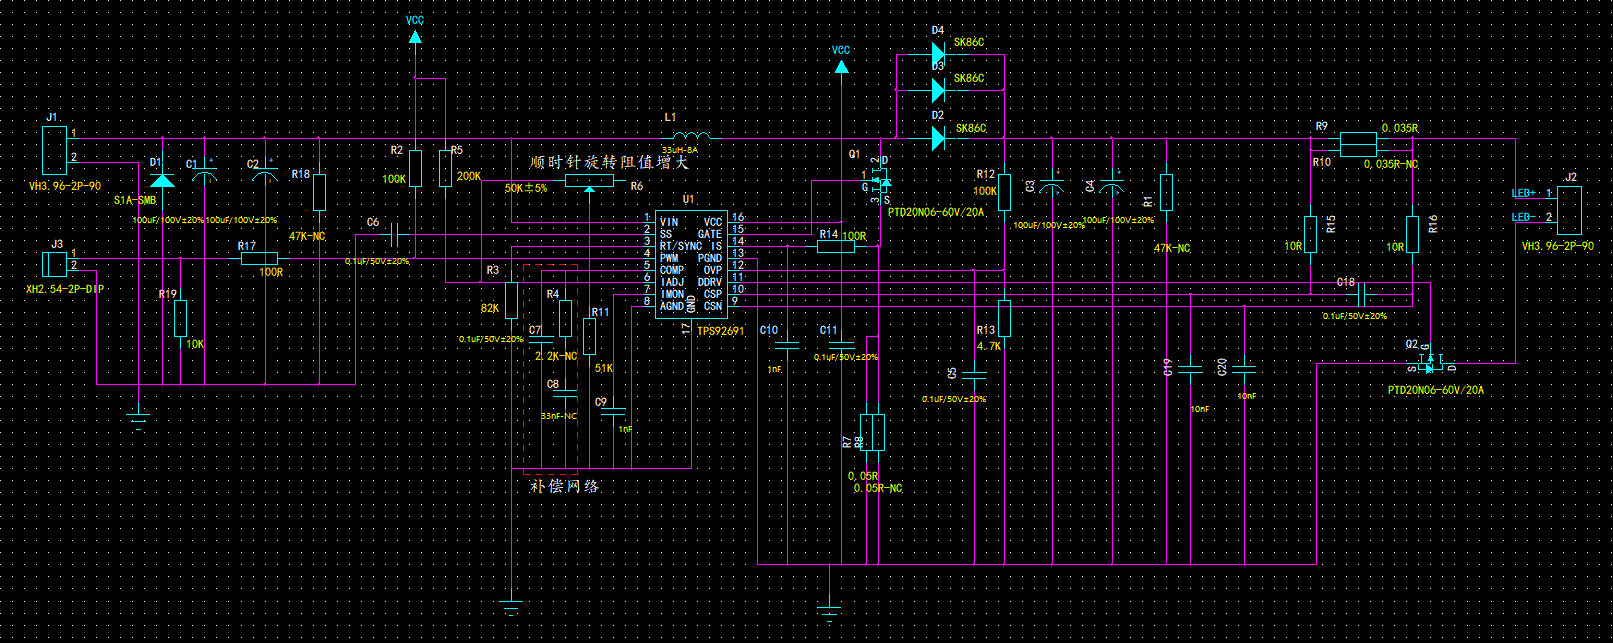 VCC
D4
SK86C
D3
SK86C
VCC
J1
1
2
VH3.96-2P-90
D1
S1A-SMB
C1
100uF/100V±20%
C2
100uF/100V±20%
R18
47K-NC
R2
100K
R5
200K
L1
33uH-8A
顺时针旋转阻值增大
50K±5%
R6
D2
SK86C
Q1
2
D
1
G
3
S
PTD20N06-60V/20A
R12
100K
C3
100uF/100V±20%
C4
100uF/100V±20%
R1
47K-NC
R9
0.035R
R10
0.035R-NC
J2
LED+
1
LED-
2
VH3.96-2P-90
R15
10R
R16
10R
J3
1
2
XH2.54-2P-DIP
R17
100R
R19
10K
C6
0.1uF/50V±20%
U1
1 VIN
2 SS
3 RT/SYNC
4 PWM
5 COMP
6 IADJ
7 IMON
8 AGND
VCC 16
GATE 15
IS 14
PGND 13
OVP 12
DDRV 11
CSP 10
CSN 9
GND
17
TPS92691
R14
100R
R3
82K
R4
2.2K-NC
R11
51K
C7
0.1uF/50V±20%
C8
33nF-NC
C9
1nF
补偿网络
C10
1nF
C11
0.1uF/50V±20%
R7
R8
0.05R
0.05R-NC
R13
4.7K
C5
0.1uF/50V±20%
C18
0.1uF/50V±20%
C19
10nF
C20
10nF
Q2
G
S
D
PTD20N06-60V/20A